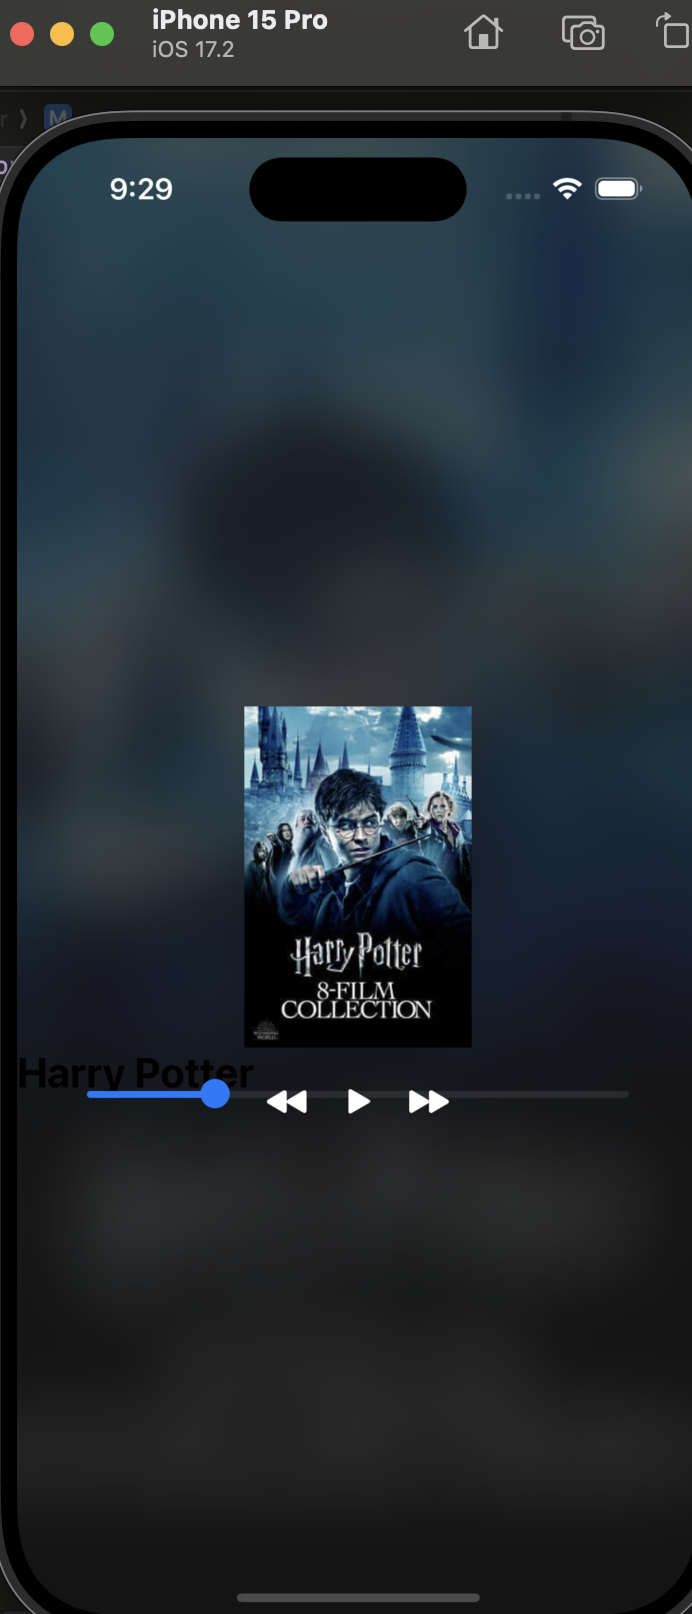 iPhone 15 Pro
iOS 17.2
M
9:29
Harry Potter
8-FILM
COLLECTION
Harry Potter